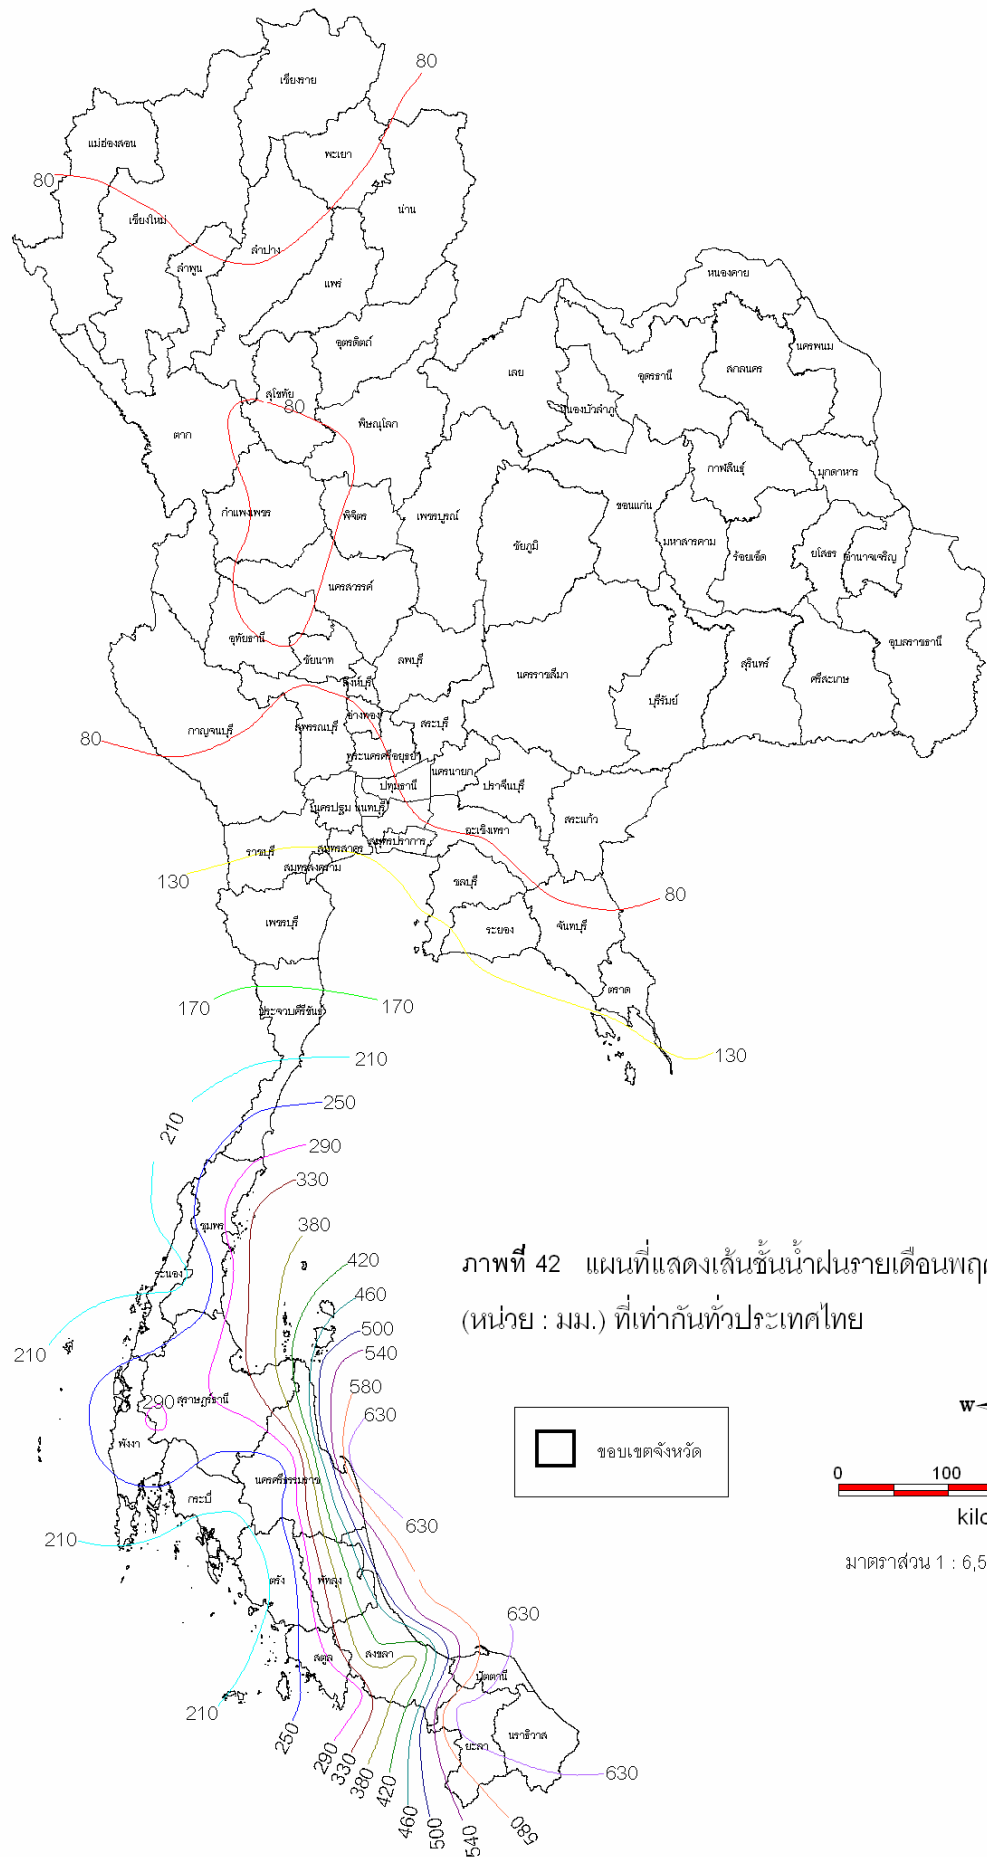 80
เชียงราย
แม่ฮ่องสอน
พะเยา
80
น่าน
เชียงใหม่
ลำปาง
ลำพูน
แพร่
หนองคาย
อุตรดิตถ์
นครพนม
เลย
อุดรธานี
สกลนคร
สุโขทัย
80
หนองบัวลำภู
พิษณุโลก
ตาก
กาฬสินธุ์
มุกดาหาร
กำแพงเพชร
พิจิตร
เพชรบูรณ์
ขอนแก่น
ชัยภูมิ
มหาสารคาม
ร้อยเอ็ด
ยโสธร
อำนาจเจริญ
นครสวรรค์
อุทัยธานี
ชัยนาท
ลพบุรี
อุบลราชธานี
สุรินทร์
นครราชสีมา
ศรีสะเกษ
สิงห์บุรี
บุรีรัมย์
กาญจนบุรี
สุพรรณบุรี
อ่างทอง
สระบุรี
80
พระนครศรีอยุธยา
นครนายก
ปทุมธานี
ปราจีนบุรี
นครปฐม
นนทบุรี
สระแก้ว
ฉะเชิงเทรา
สมุทรปราการ
ราชบุรี
สมุทรสาคร
สมุทรสงคราม
130
ชลบุรี
80
เพชรบุรี
ระยอง
จันทบุรี
ตราด
170
170
ประจวบคีรีขันธ์
130
210
210
250
290
330
380
ชุมพร
ภาพที่ 42 แผนที่แสดงเส้นชั้นน้ำฝนรายเดือนพฤศ
420
ระนอง
460
(หน่วย : มม.) ที่เท่ากันทั่วประเทศไทย
500
210
540
580
630
290
สุราษฎร์ธานี
W
พังงา
ขอบเขตจังหวัด
0 100
นครศรีธรรมราช
กระบี่
630
kilo
210
มาตราส่วน 1 : 6,5
ตรัง
พัทลุง
630
สตูล
สงขลา
ปัตตานี
210
250
นราธิวาส
ยะลา
290
330
380
420
630
460
500
540
580